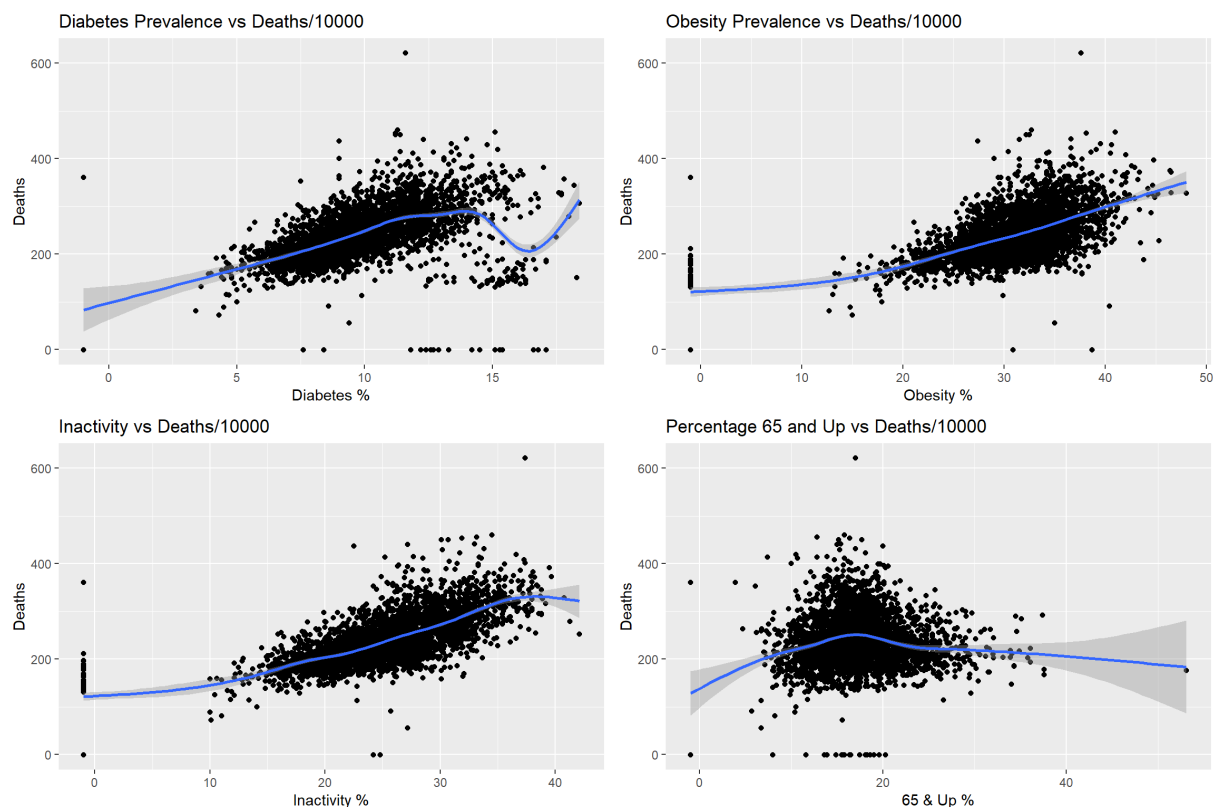 Diabetes Prevalence vs Deaths/10000
Deaths
600
400
200
0
0 5 10 15
Diabetes %
Obesity Prevalence vs Deaths/10000
Deaths
600
400
200
0
0 10 20 30 40 50
Obesity %
Inactivity vs Deaths/10000
Deaths
600
400
200
0
0 10 20 30 40
Inactivity %
Percentage 65 and Up vs Deaths/10000
Deaths
600
400
200
0
0 20 40
65 & Up %